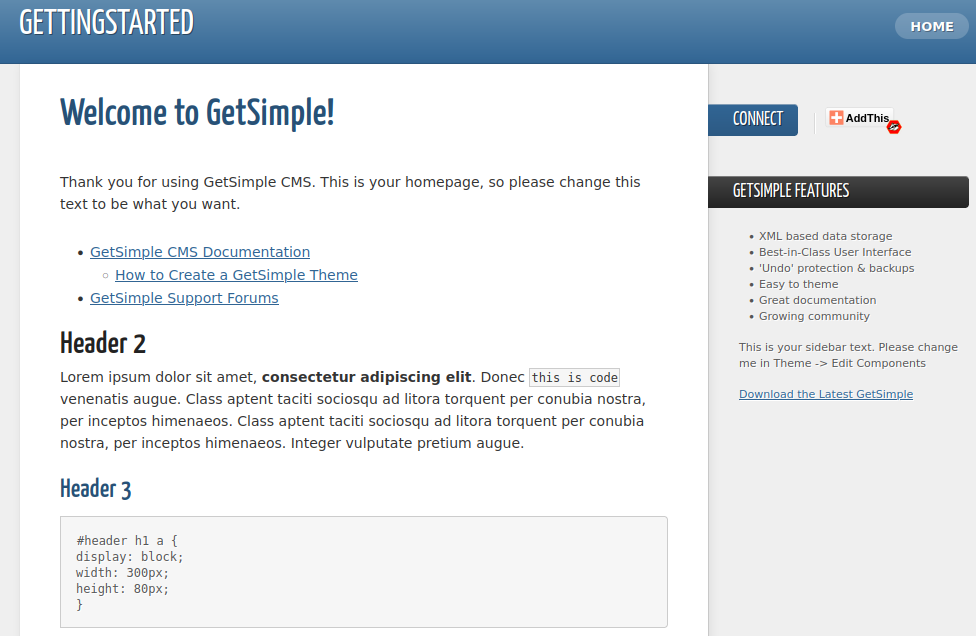 GETTINGSTARTED
HOME
Welcome to GetSimple!
Thank you for using GetSimple CMS. This is your homepage, so please change this
text to be what you want.
GetSimple CMS Documentation
How to Create a GetSimple Theme
GetSimple Support Forums
Header 2
Lorem ipsum dolor sit amet, consectetur adipiscing elit. Donec this is code
venenatis augue. Class aptent taciti sociosqu ad litora torquent per conubia nostra,
per inceptos himenaeos. Class aptent taciti sociosqu ad litora torquent per conubia
nostra, per inceptos himenaeos. Integer vulputate pretium augue.
Header 3
#header h1 a {
display: block;
width: 300px;
height: 80px;
}
CONNECT
AddThis
GETSIMPLE FEATURES
XML based data storage
Best-in-Class User Interface
'Undo' protection & backups
Easy to theme
Great documentation
Growing community
This is your sidebar text. Please change
me in Theme -> Edit Components
Download the Latest GetSimple